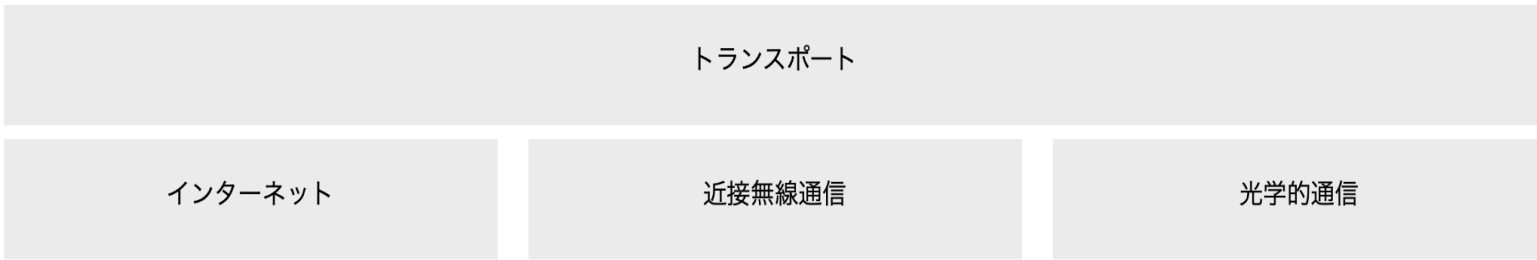 トランスポート
インターネット
近接無線通信
光学的通信